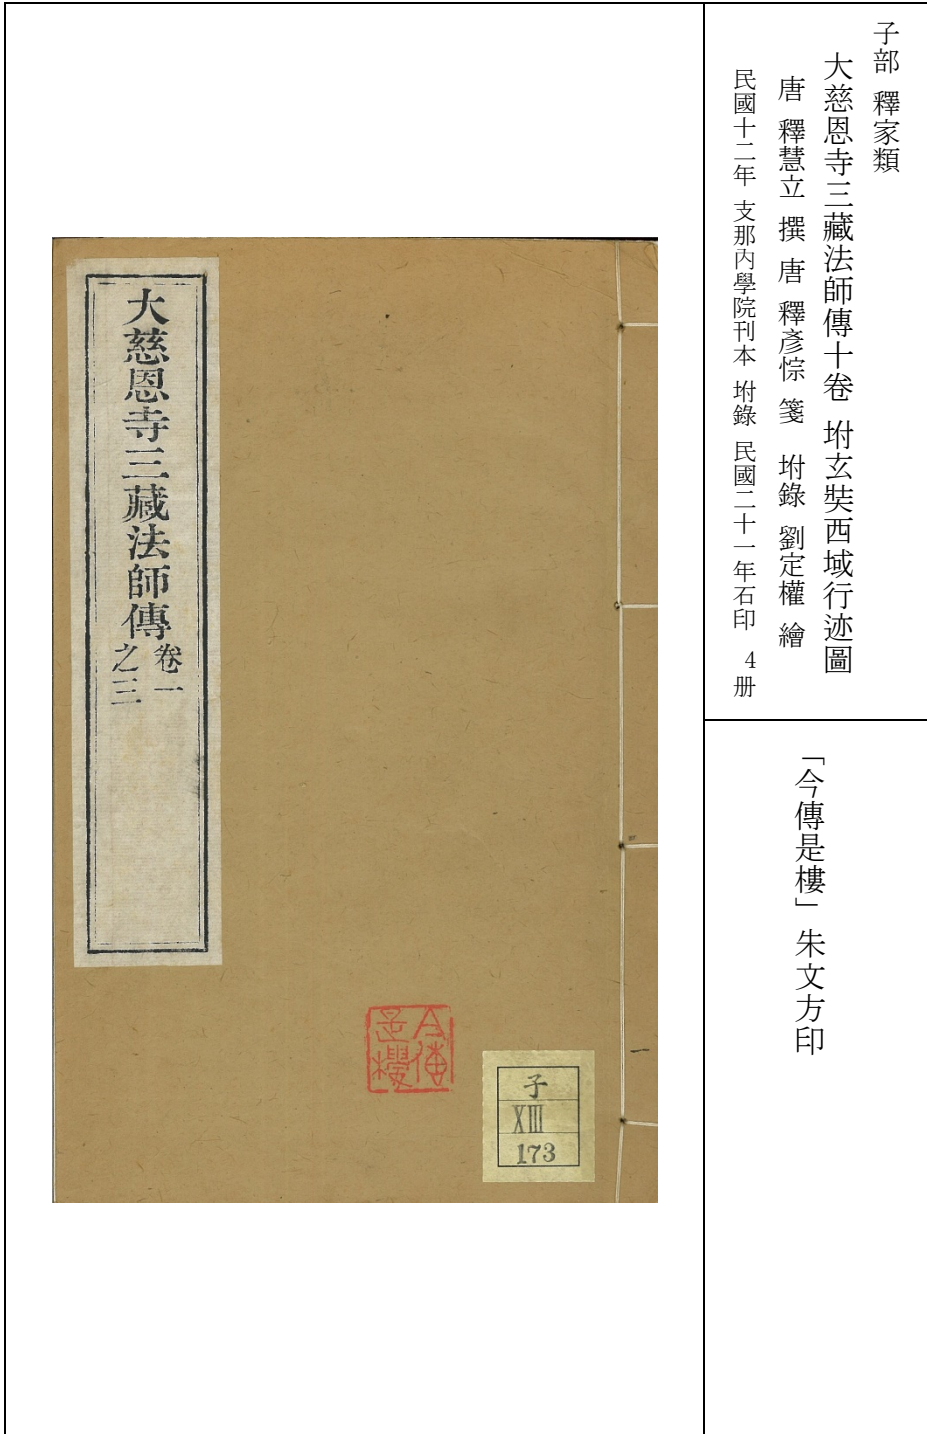 子部 釋家類
大慈恩寺三藏法師傳十卷 坿玄奘西域行迹圖
唐 釋慧立 撰 唐 釋彥悰 箋 坿錄 劉定權 繪
民國十二年 支那內學院刊本 坿錄 民國二十一年石印 4册
「今傳是樓」朱文方印
大慈恩寺三藏法師傳
卷一
之三
今傳
是樓
子
XIII
173
一